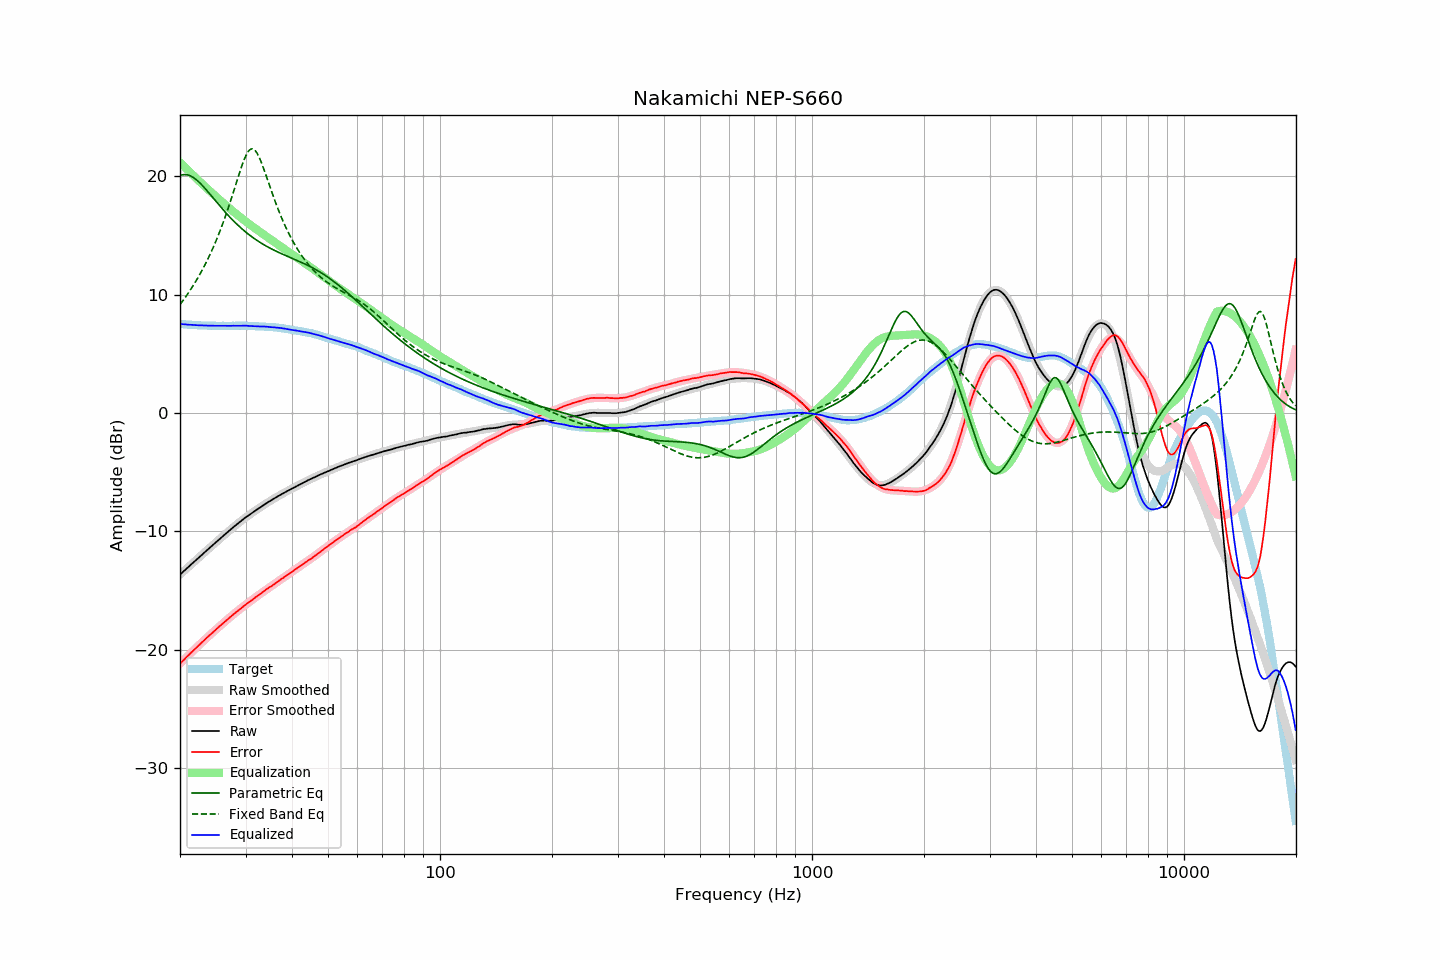 Nakamichi NEP-S660
20
10
0
−10
−20
−30
Amplitude (dBr)
Target
Raw Smoothed
Error Smoothed
Raw
Error
Equalization
Parametric Eq
Fixed Band Eq
Equalized
100
1000
10000
Frequency (Hz)